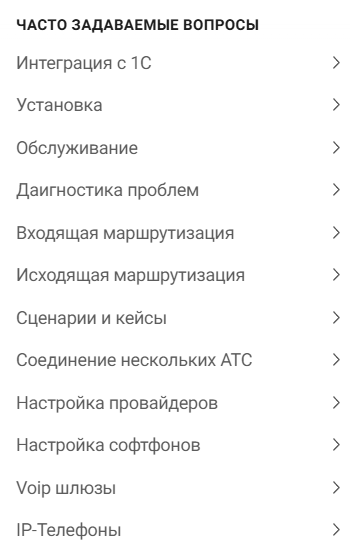 ЧАСТО ЗАДАВАЕМЫЕ ВОПРОСЫ
Интеграция с 1С
Установка
Обслуживание
Даигностика проблем
Входящая маршрутизация
Исходящая маршрутизация
Сценарии и кейсы
Соединение нескольких АТС
Настройка провайдеров
Настройка софтфонов
Voip шлюзы
IP-Телефоны